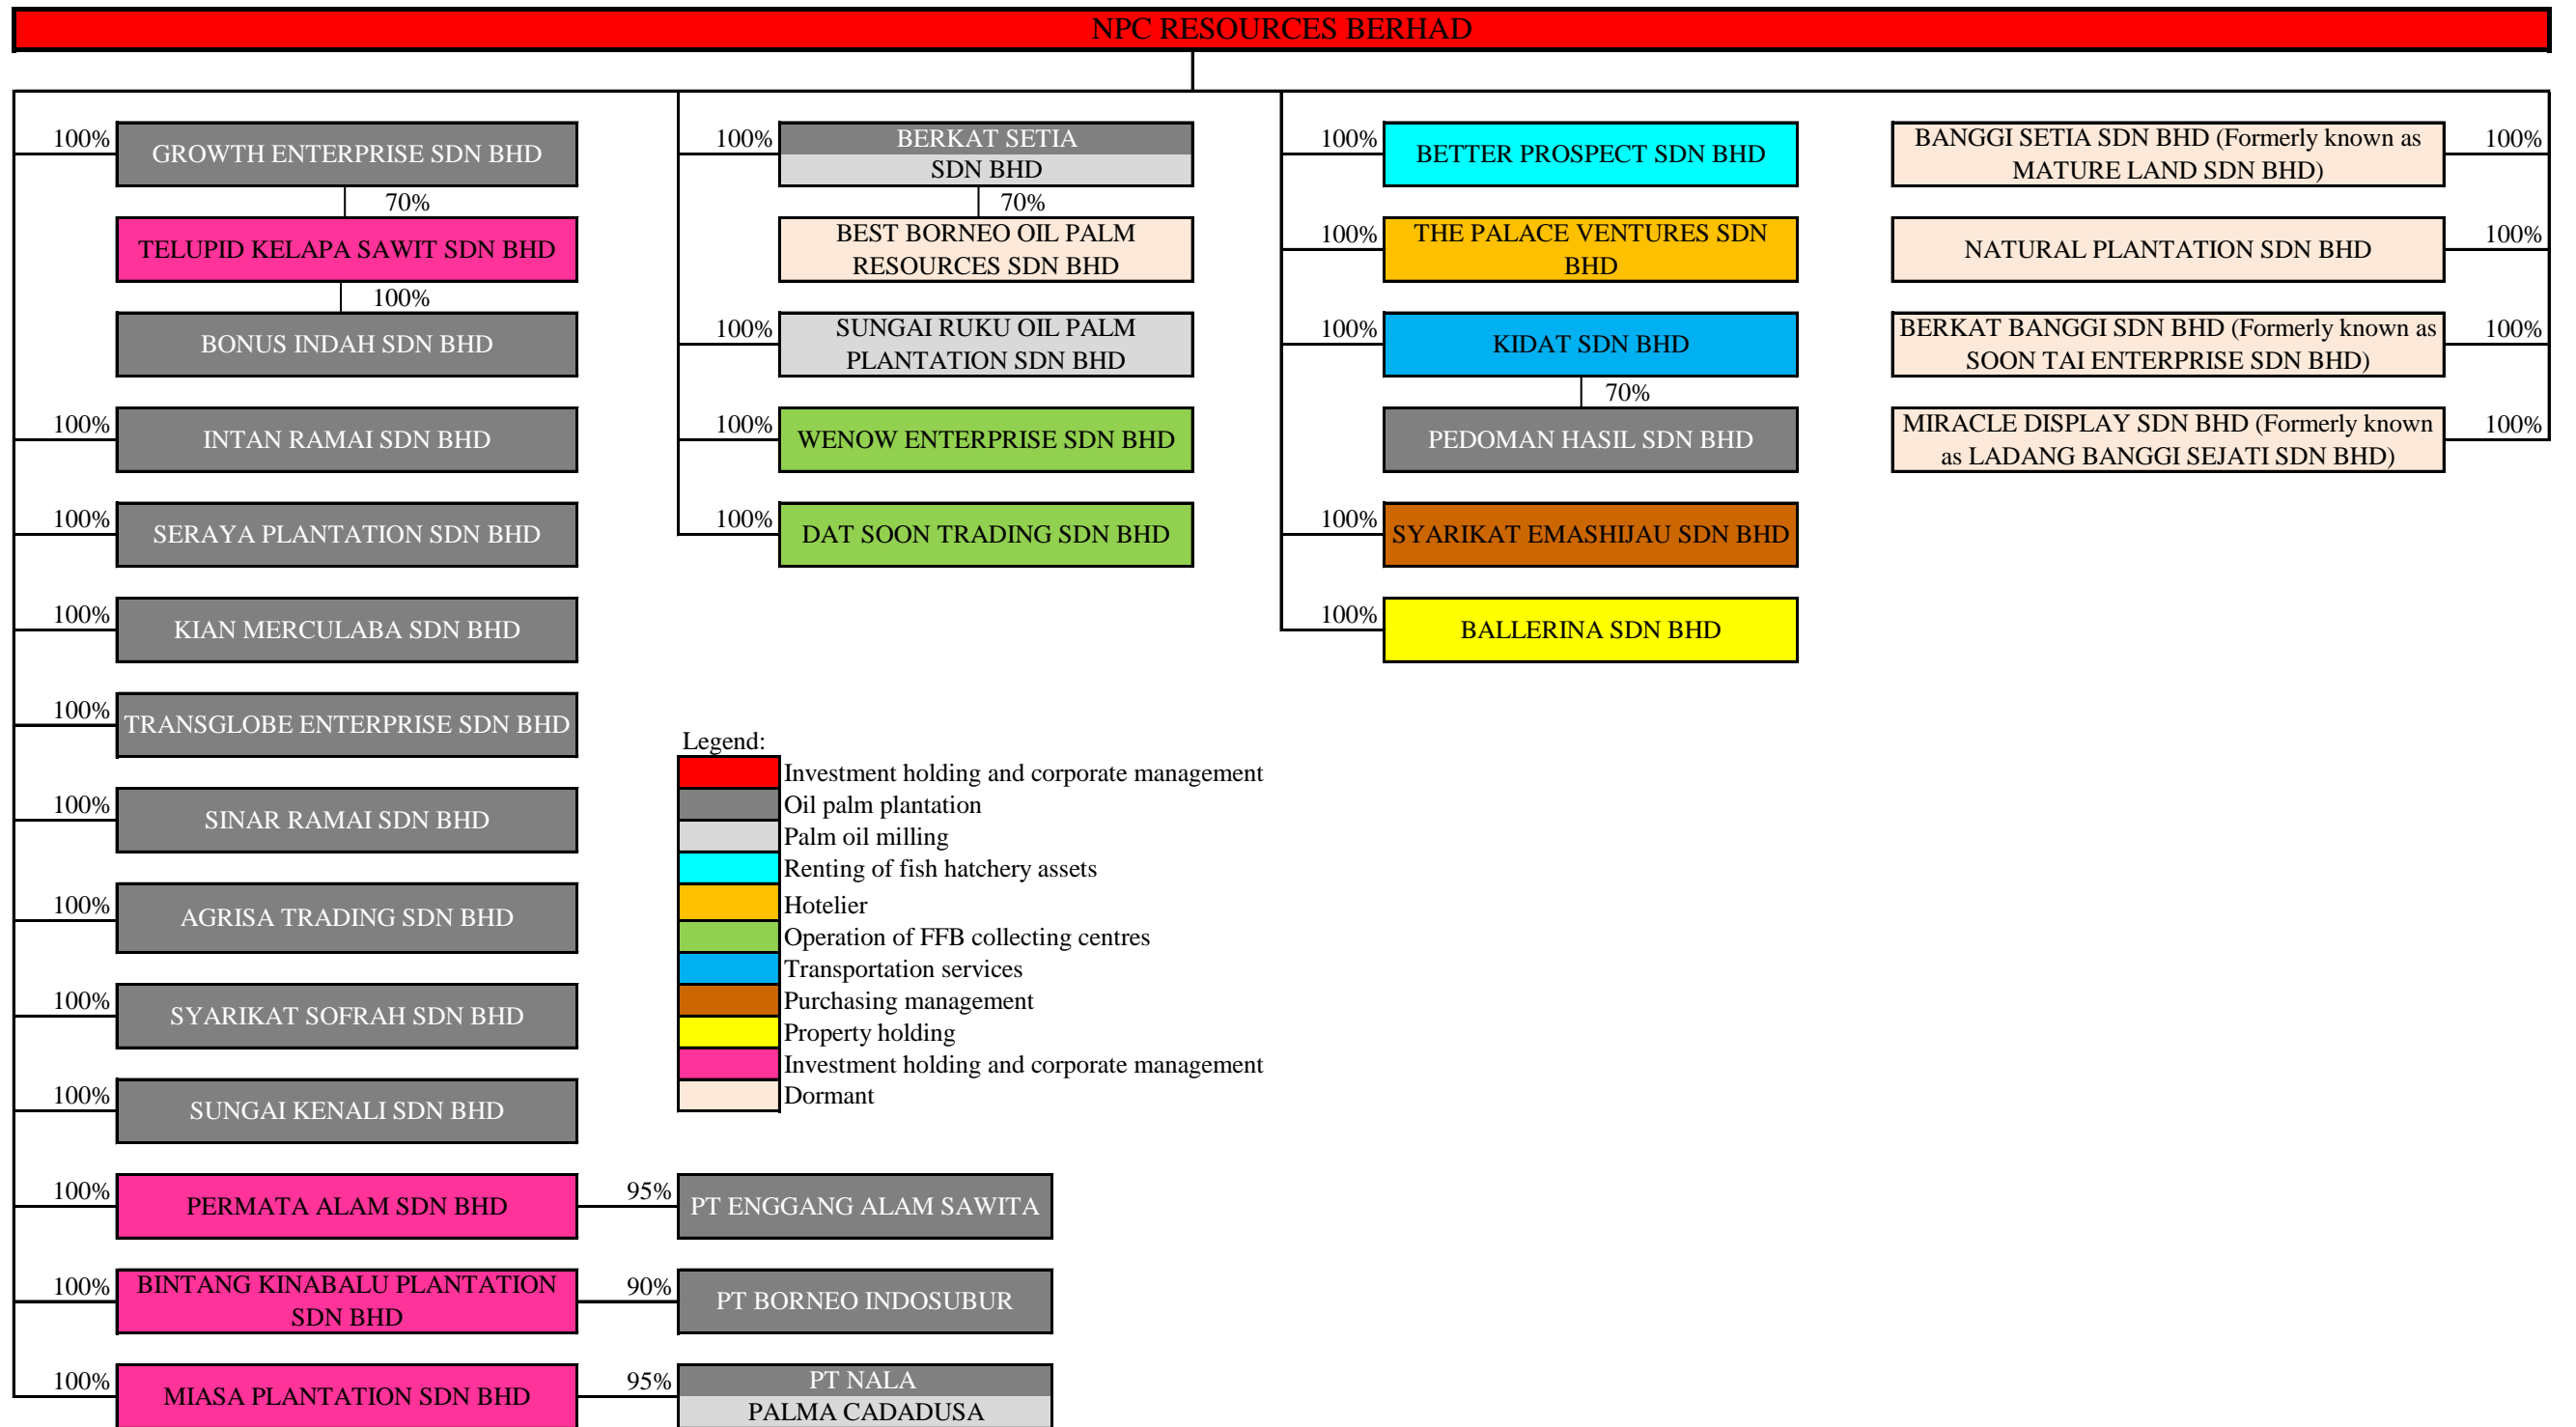 NPC RESOURCES BERHAD
100%
GROWTH ENTERPRISE SDN BHD
70%
TELUPID KELAPA SAWIT SDN BHD
100%
BONUS INDAH SDN BHD
100%
INTAN RAMAI SDN BHD
100%
SERAYA PLANTATION SDN BHD
100%
KIAN MERCULABA SDN BHD
100%
TRANSGLOBE ENTERPRISE SDN BHD
100%
SINAR RAMAI SDN BHD
100%
AGRISA TRADING SDN BHD
100%
SYARIKAT SOFRAH SDN BHD
100%
SUNGAI KENALI SDN BHD
100%
PERMATA ALAM SDN BHD
95%
PT ENGGANG ALAM SAWITA
100%
BINTANG KINABALU PLANTATION
SDN BHD
90%
PT BORNEO INDOSUBUR
100%
MIASA PLANTATION SDN BHD
95%
PT NALA
PALMA CADADUSA
100%
BERKAT SETIA
SDN BHD
70%
BEST BORNEO OIL PALM
RESOURCES SDN BHD
100%
SUNGAI RUKU OIL PALM
PLANTATION SDN BHD
100%
WENOW ENTERPRISE SDN BHD
100%
DAT SOON TRADING SDN BHD
100%
BETTER PROSPECT SDN BHD
100%
THE PALACE VENTURES SDN
BHD
100%
KIDAT SDN BHD
70%
PEDOMAN HASIL SDN BHD
100%
SYARIKAT EMASHIJAU SDN BHD
100%
BALLERINA SDN BHD
BANGGI SETIA SDN BHD (Formerly known as
MATURE LAND SDN BHD)
100%
NATURAL PLANTATION SDN BHD
100%
BERKAT BANGGI SDN BHD (Formerly known as
SOON TAI ENTERPRISE SDN BHD)
100%
MIRACLE DISPLAY SDN BHD (Formerly known
as LADANG BANGGI SEJATI SDN BHD)
100%
Legend:
Investment holding and corporate management
Oil palm plantation
Palm oil milling
Renting of fish hatchery assets
Hotelier
Operation of FFB collecting centres
Transportation services
Purchasing management
Property holding
Investment holding and corporate management
Dormant